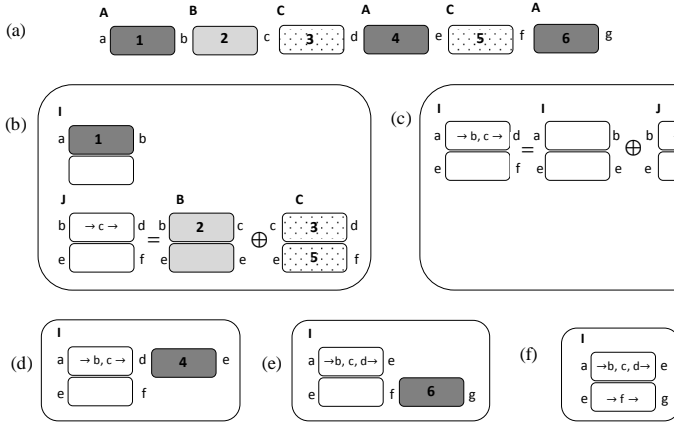 A B C A C A
(a) a 1 b 2 c 3 d 4 e 5 f 6 g
(b) (c)
I
a 1 b
J
b → c → d = b 2 c ⊕ c 3 d
B C
e f e e e 5 f
I I J
a → b, c → d = a b ⊕ b
e f e e e
(d) (e) (f)
I
a → b, c → d 4 e
e f
I
a →b, c, d→ e
e f 6 g
I
a →b, c, d→ e
e → f → g